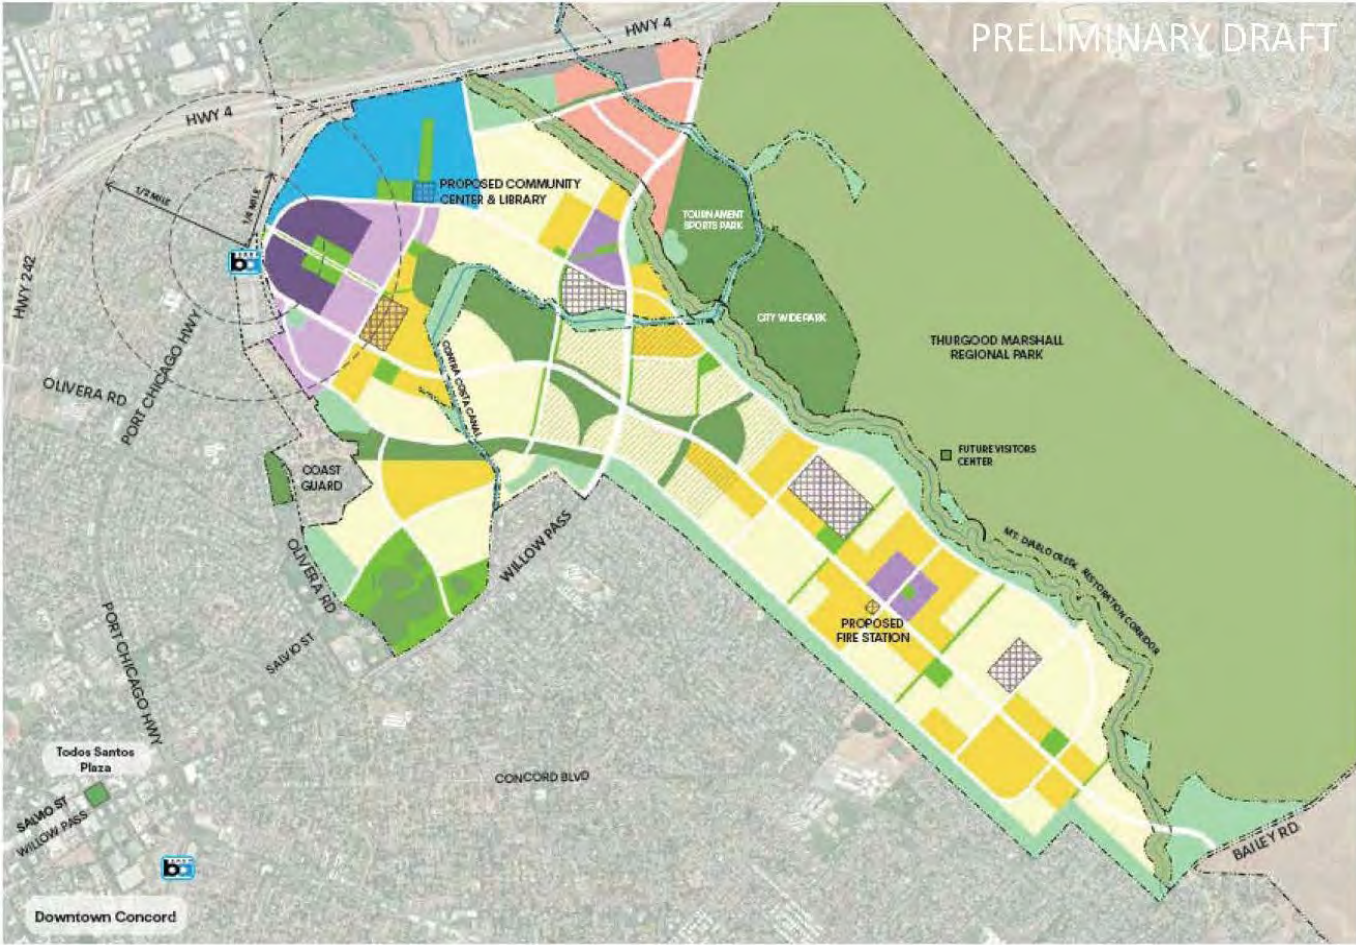 PRELIMINARY DRAFT
HWY 4
HWY 4
1/2 MILE
1/4 MILE
PROPOSED COMMUNITY
CENTER & LIBRARY
TOURNAMENT
SPORTS PARK
ba
HWY 242
CITY WIDE PARK
THURGOOD MARSHALL
REGIONAL PARK
PORT CHICAGO HWY
OLIVERA RD
CONTRA COSTA CANAL
FUTURE VISITORS
CENTER
COAST
GUARD
WILLOW PASS
MT. DIABLO CREEK RESTORATION CORRIDOR
OLIVERA RD
PROPOSED
FIRE STATION
SALVIO ST
PORT CHICAGO HWY
Todos Santos
Plaza
CONCORD BLVD
SALVIO ST
WILLOW PASS
BAILEY RD
ba
Downtown Concord